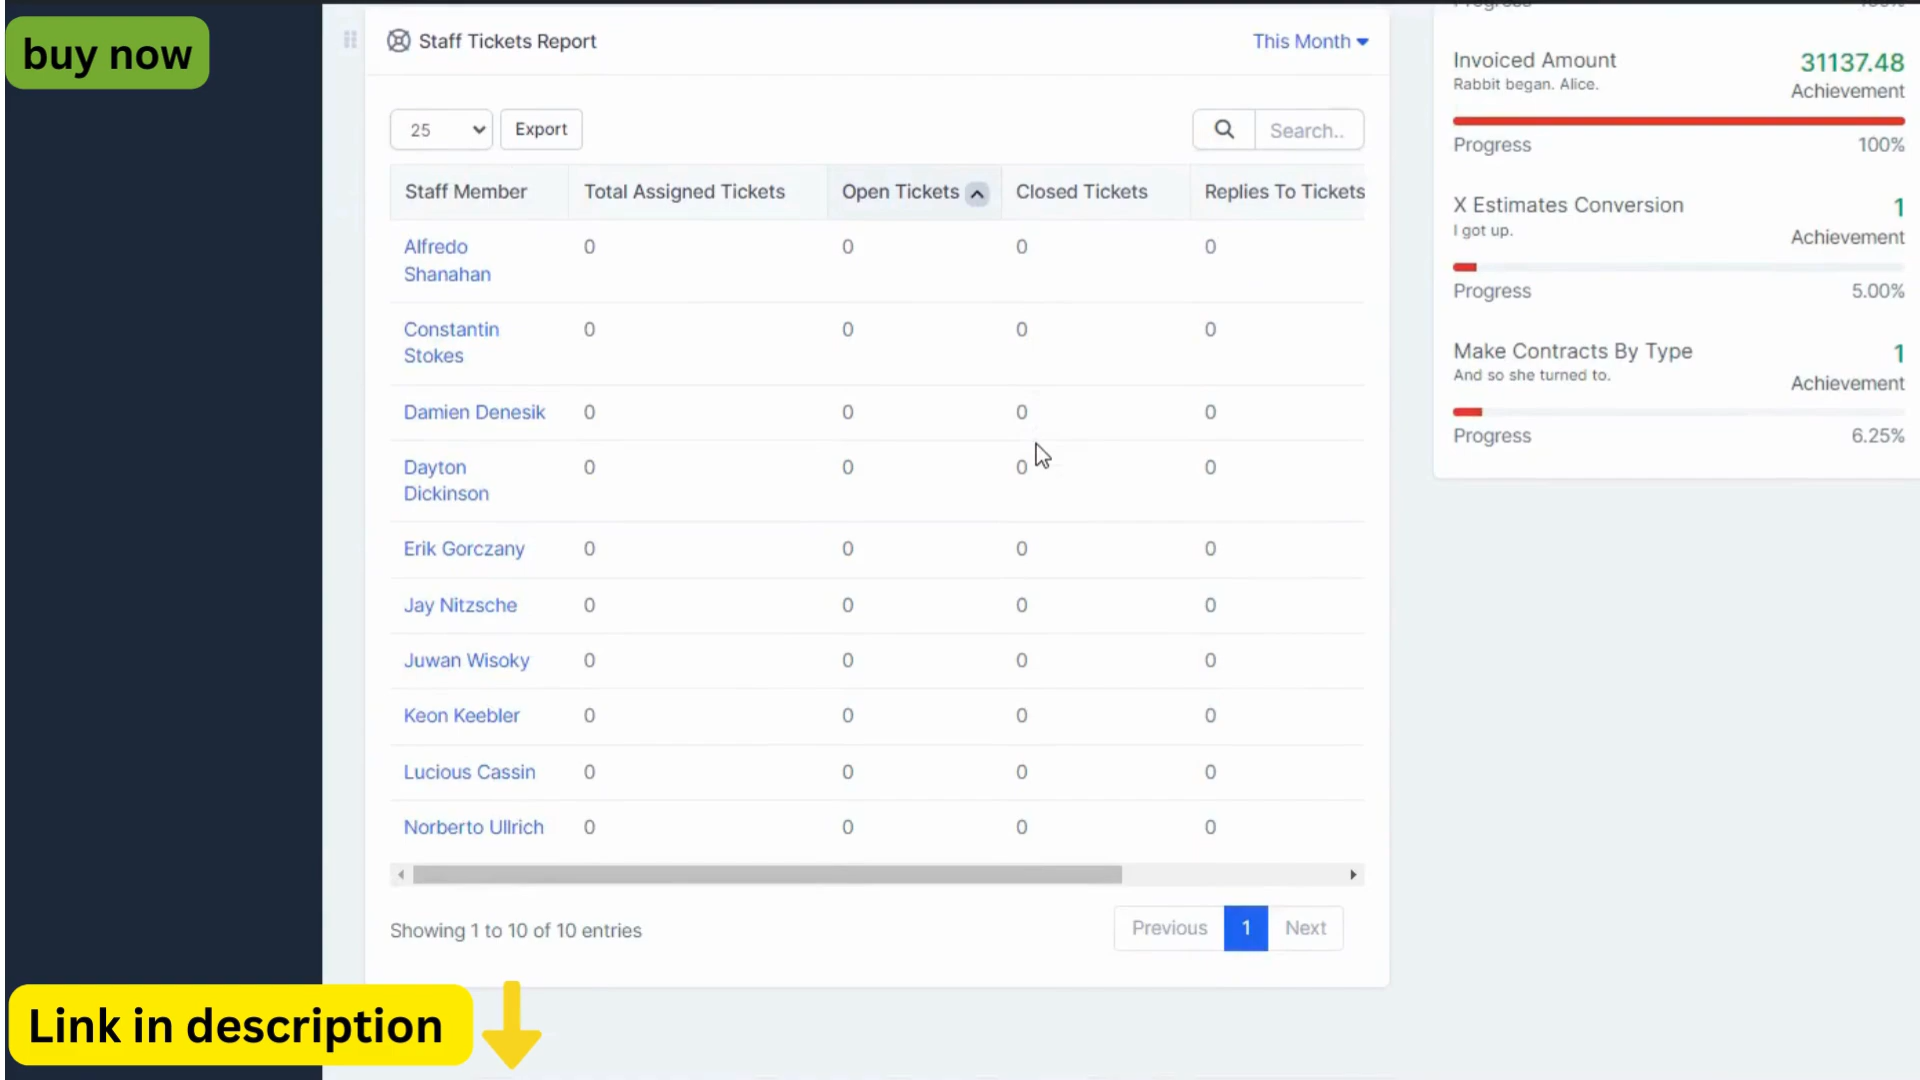 buy now
Staff Tickets Report
This Month
25
Export
Search..
Staff Member Total Assigned Tickets Open Tickets Closed Tickets Replies To Tickets
Alfredo Shanahan 0 0 0 0
Constantin Stokes 0 0 0 0
Damien Denesik 0 0 0 0
Dayton Dickinson 0 0 0 0
Erik Gorczany 0 0 0 0
Jay Nitzsche 0 0 0 0
Juwan Wisoky 0 0 0 0
Keon Keebler 0 0 0 0
Lucious Cassin 0 0 0 0
Norberto Ullrich 0 0 0 0
Showing 1 to 10 of 10 entries
Previous 1 Next
Invoiced Amount 31137.48
Rabbit began. Alice. Achievement
Progress 100%
X Estimates Conversion 1
I got up. Achievement
Progress 5.00%
Make Contracts By Type 1
And so she turned to. Achievement
Progress 6.25%
Link in description